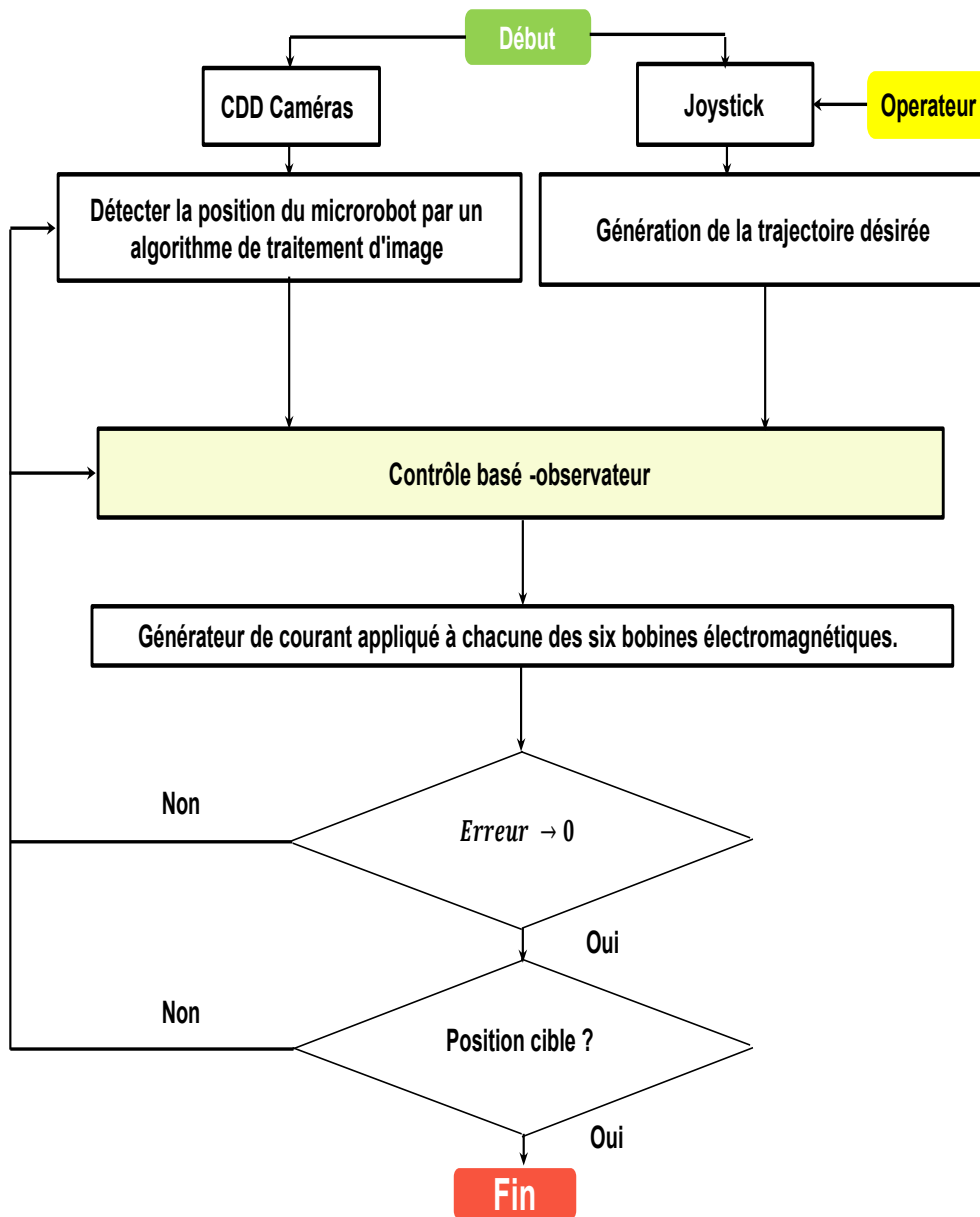 Début
CDD Caméras
Joystick
Operateur
Détecter la position du microrobot par un
algorithme de traitement d'image
Génération de la trajectoire désirée
Contrôle basé -observateur
Générateur de courant appliqué à chacune des six bobines électromagnétiques.
Non
Erreur → 0
Oui
Non
Position cible ?
Oui
Fin